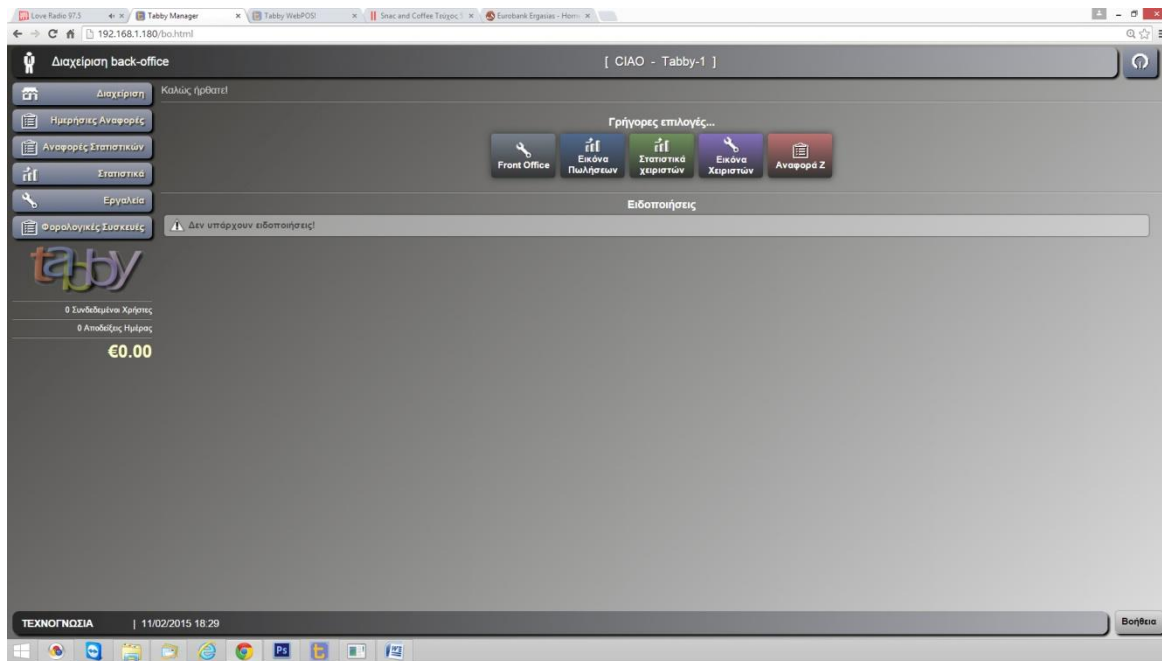 Love Radio 97.5
Tabby Manager
Tabby WebPOS!
Snac and Coffee Τεύχος
Eurobank Ergasias - Hom
192.168.1.180/bo.html
Διαχείριση back-office
[ CIAO - Tabby-1 ]
Διαχείριση
Καλώς ήρθατε!
Ημερήσιες Αναφορές
Γρήγορες επιλογές...
Αναφορές Στατιστικών
Front Office
Εικόνα
Πωλήσεων
Στατιστικά
χειριστών
Εικόνα
Χειριστών
Αναφορά Z
Στατιστικά
Εργαλεία
Ειδοποιήσεις
Φορολογικές Συσκευές
Δεν υπάρχουν ειδοποιήσεις!
tabby
0 Συνδεδεμένοι Χρήστες
0 Αποδείξεις Ημέρας
€0.00
ΤΕΧΝΟΓΝΩΣΙΑ | 11/02/2015 18:29
Βοήθεια
Ps